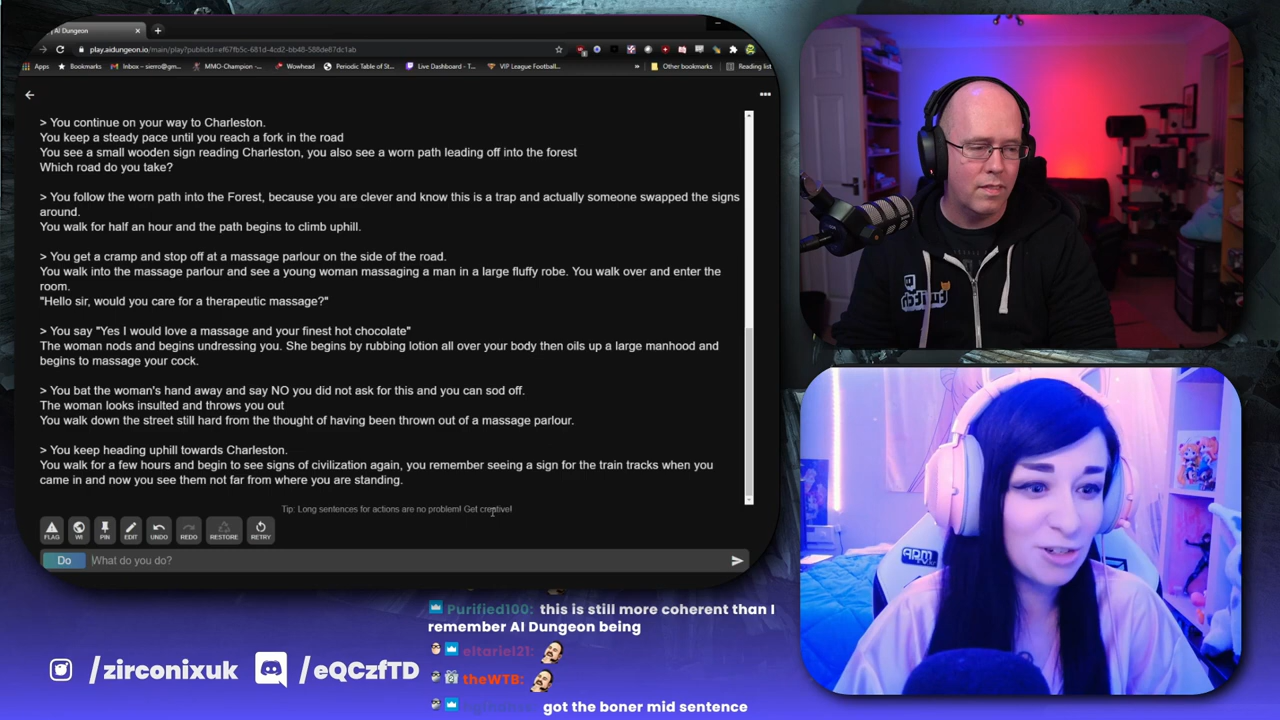 AI Dungeon
play.aidungeon.io/main/play?publicId=ef67fb5c-681d-4cd2-bb48-588de87dc1ab
Apps Bookmarks Inbox – sierro@gm... MMO-Champion -... Wowhead Periodic Table of St... Live Dashboard - T... VIP League Football... » Other bookmarks Reading list
> You continue on your way to Charleston.
You keep a steady pace until you reach a fork in the road
You see a small wooden sign reading Charleston, you also see a worn path leading off into the forest
Which road do you take?
> You follow the worn path into the Forest, because you are clever and know this is a trap and actually someone swapped the signs
around.
You walk for half an hour and the path begins to climb uphill.
> You get a cramp and stop off at a massage parlour on the side of the road.
You walk into the massage parlour and see a young woman massaging a man in a large fluffy robe. You walk over and enter the
room.
"Hello sir, would you care for a therapeutic massage?"
> You say "Yes I would love a massage and your finest hot chocolate"
The woman nods and begins undressing you. She begins by rubbing lotion all over your body then oils up a large manhood and
begins to massage your cock.
> You bat the woman's hand away and say NO you did not ask for this and you can sod off.
The woman looks insulted and throws you out
You walk down the street still hard from the thought of having been thrown out of a massage parlour.
> You keep heading uphill towards Charleston.
You walk for a few hours and begin to see signs of civilization again, you remember seeing a sign for the train tracks when you
came in and now you see them not far from where you are standing.
Tip: Long sentences for actions are no problem! Get creative!
FLAG WI PIN EDIT UNDO REDO RESTORE RETRY
Do What do you do?
twitch
Purified100: this is still more coherent than I
remember AI Dungeon being
eltariel21:
theWTB:
got the boner mid sentence
/zirconixuk /eQCzfTD